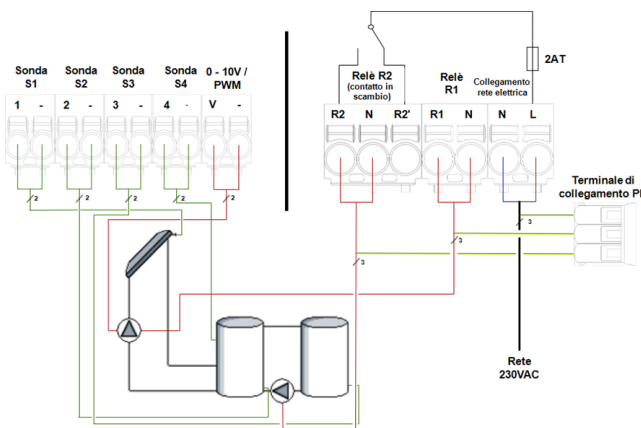 Sonda S1
Sonda S2
Sonda S3
Sonda S4
0 - 10V / PWM
1 - 2 - 3 - 4 - V -
2 2 2 2 2
Relè R2
(contatto in
scambio)
Relè
R1
Collegamento
rete elettrica
2AT
R2 N R2' R1 N N L
Terminale di
collegamento PE
3
3
3
Rete
230VAC